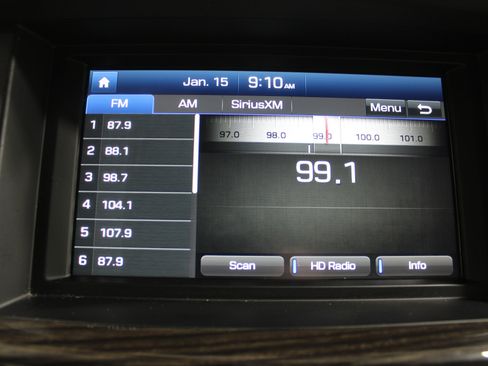 Jan. 15 9:10 AM
FM AM SiriusXM Menu
97.0 98.0 99.0 100.0 101.0
99.1
1 87.9
2 88.1
3 98.7
4 104.1
5 107.9
6 87.9
Scan HD Radio Info